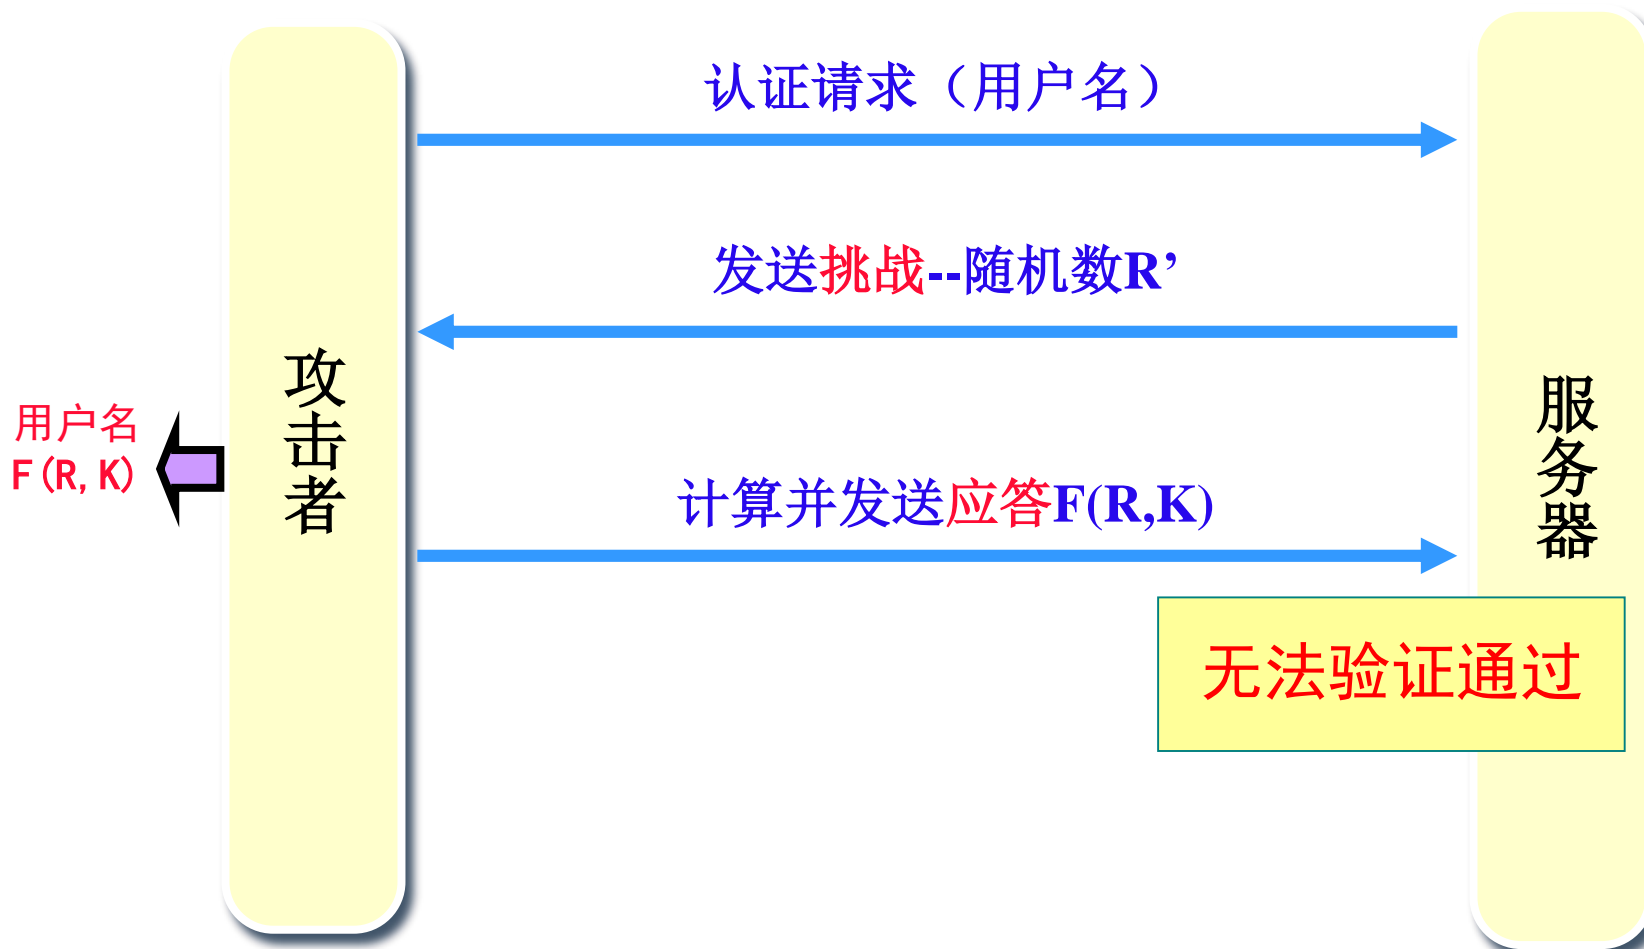 认证请求（用户名）
发送挑战--随机数R’
攻击者
服务器
用户名
F(R,K)
计算并发送应答F(R,K)
无法验证通过